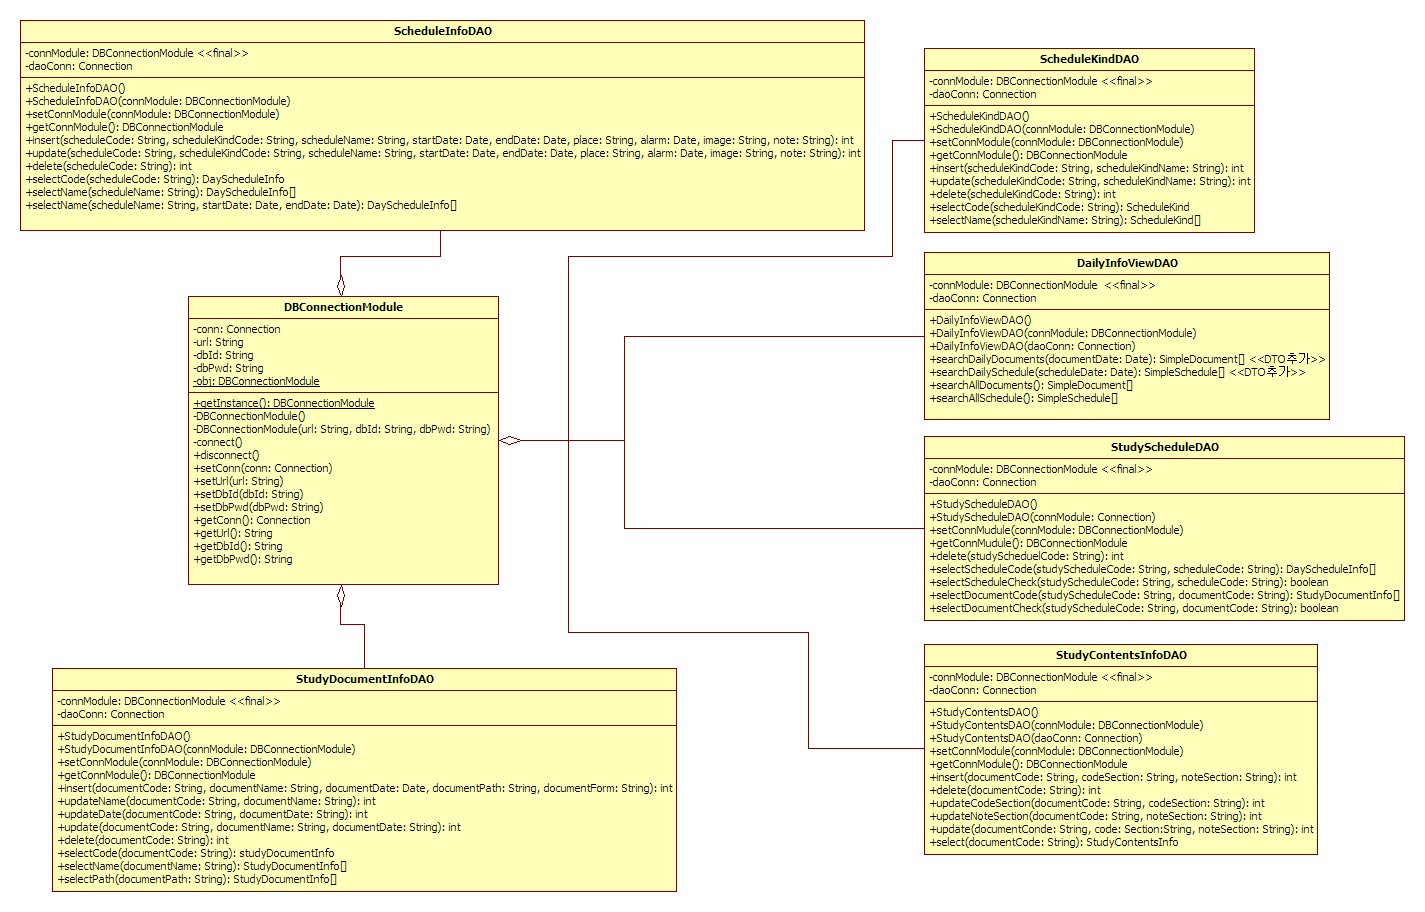 ScheduleInfoDAO
-connModule: DBConnectionModule <<final>>
-daoConn: Connection
+ScheduleInfoDAO()
+ScheduleInfoDAO(connModule: DBConnectionModule)
+setConnModule(connModule: DBConnectionModule)
+getConnModule(): DBConnectionModule
+insert(scheduleCode: String, scheduleKindCode: String, scheduleName: String, startDate: Date, endDate: Date, place: String, alarm: Date, image: String, note: String): int
+update(scheduleCode: String, scheduleKindCode: String, scheduleName: String, startDate: Date, endDate: Date, place: String, alarm: Date, image: String, note: String): int
+delete(scheduleCode: String): int
+selectCode(scheduleCode: String): DayScheduleInfo
+selectName(scheduleName: String): DayScheduleInfo[]
+selectName(scheduleName: String, startDate: Date, endDate: Date): DayScheduleInfo[]
DBConnectionModule
-conn: Connection
-url: String
-dbId: String
-dbPwd: String
-obj: DBConnectionModule
+getInstance(): DBConnectionModule
-DBConnectionModule()
-DBConnectionModule(url: String, dbId: String, dbPwd: String)
-connect()
+disconnect()
+setConn(conn: Connection)
+setUrl(url: String)
+setDbId(dbId: String)
+setDbPwd(dbPwd: String)
+getConn(): Connection
+getUrl(): String
+getDbId(): String
+getDbPwd(): String
StudyDocumentInfoDAO
-connModule: DBConnectionModule <<final>>
-daoConn: Connection
+StudyDocumentInfoDAO()
+StudyDocumentInfoDAO(connModule: DBConnectionModule)
+setConnModule(connModule: DBConnectionModule)
+getConnModule(): DBConnectionModule
+insert(documentCode: String, documentName: String, documentDate: Date, documentPath: String, documentForm: String): int
+updateName(documentCode: String, documentName: String): int
+updateDate(documentCode: String, documentDate: String): int
+update(documentCode: String, documentName: String, documentDate: String): int
+delete(documentCode: String): int
+selectCode(documentCode: String): studyDocumentInfo
+selectName(documentName: String): StudyDocumentInfo[]
+selectPath(documentPath: String): StudyDocumentInfo[]
ScheduleKindDAO
-connModule: DBConnectionModule <<final>>
-daoConn: Connection
+ScheduleKindDAO()
+ScheduleKindDAO(connModule: DBConnectionModule)
+setConnModule(connModule: DBConnectionModule)
+getConnModule(): DBConnectionModule
+insert(scheduleKindCode: String, scheduleKindName: String): int
+update(scheduleKindCode: String, scheduleKindName: String): int
+delete(scheduleKindCode: String): int
+selectCode(scheduleKindCode: String): ScheduleKind
+selectName(scheduleKindName: String): ScheduleKind[]
DailyInfoViewDAO
-connModule: DBConnectionModule <<final>>
-daoConn: Connection
+DailyInfoViewDAO()
+DailyInfoViewDAO(connModule: DBConnectionModule)
+DailyInfoViewDAO(daoConn: Connection)
+searchDailyDocuments(documentDate: Date): SimpleDocument[] <<DTO추가>>
+searchDailySchedule(scheduleDate: Date): SimpleSchedule[] <<DTO추가>>
+searchAllDocuments(): SimpleDocument[]
+searchAllSchedule(): SimpleSchedule[]
StudyScheduleDAO
-connModule: DBConnectionModule <<final>>
-daoConn: Connection
+StudyScheduleDAO()
+StudyScheduleDAO(connModule: Connection)
+setConnMudule(connModule: DBConnectionModule)
+getConnMudule(): DBConnectionModule
+delete(studyScheduelCode: String): int
+selectScheduleCode(studyScheduleCode: String, scheduleCode: String): DayScheduleInfo[]
+selectScheduleCheck(studyScheduleCode: String, scheduleCode: String): boolean
+selectDocumentCode(studyScheduleCode: String, documentCode: String): StudyDocumentInfo[]
+selectDocumentCheck(studyScheduleCode: String, documentCode: String): boolean
StudyContentsInfoDAO
-connModule: DBConnectionModule <<final>>
-daoConn: Connection
+StudyContentsDAO()
+StudyContentsDAO(connModule: DBConnectionModule)
+StudyContentsDAO(daoConn: Connection)
+setConnModule(connModule: DBConnectionModule)
+getConnModule(): DBConnectionModule
+insert(documentCode: String, codeSection: String, noteSection: String): int
+delete(documentCode: String): int
+updateCodeSection(documentCode: String, codeSection: String): int
+updateNoteSection(documentCode: String, noteSection: String): int
+update(documentConde: String, code: Section:String, noteSection: String): int
+select(documentCode: String): StudyContentsInfo